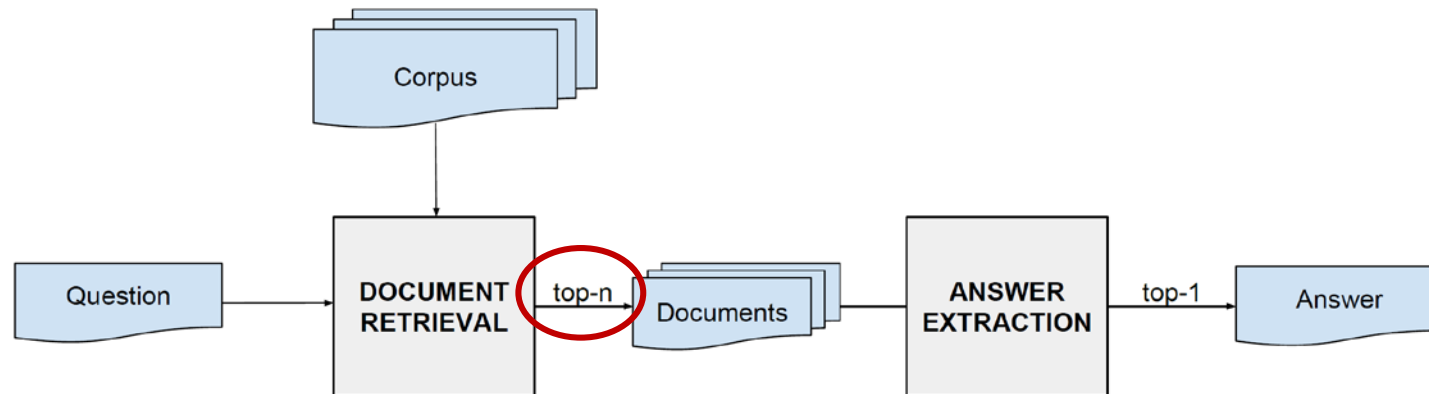 Corpus
Question
DOCUMENT
RETRIEVAL
top-n
Documents
ANSWER
EXTRACTION
top-1
Answer